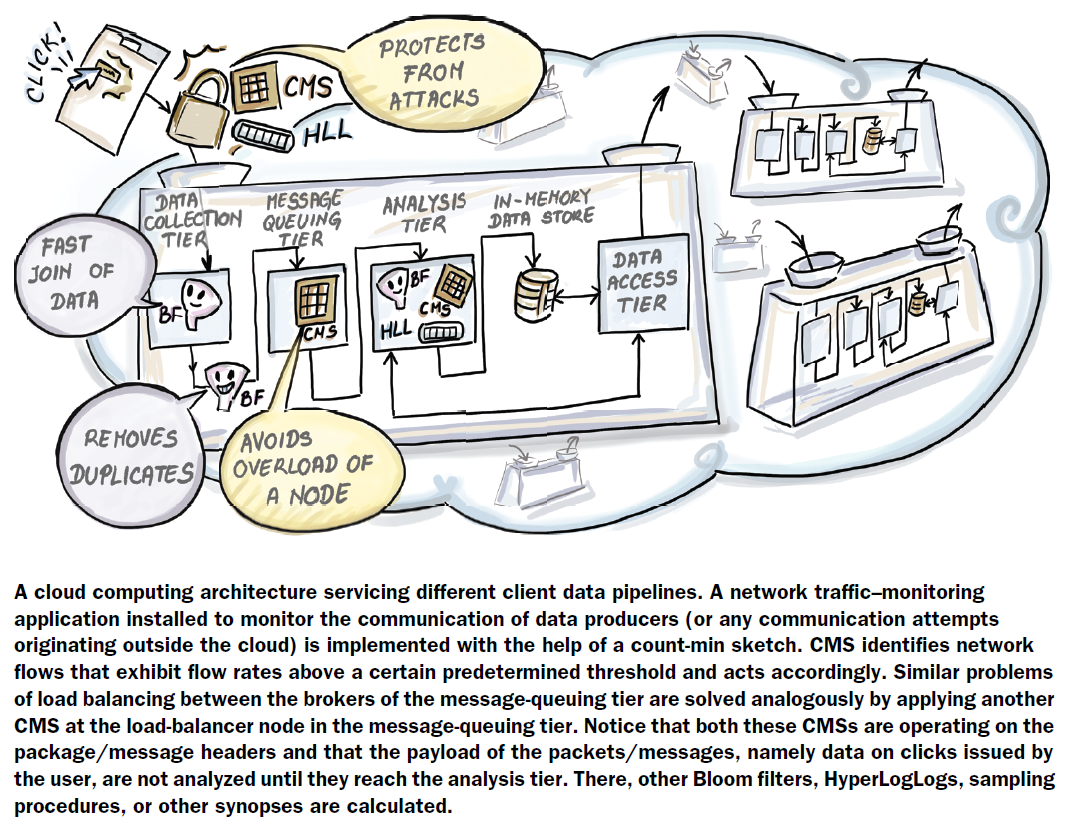 CLICK!
CMS
HLL
PROTECTS
FROM
ATTACKS
DATA
COLLECTION
TIER
MESSAGE
QUEUING
TIER
ANALYSIS
TIER
IN-MEMORY
DATA STORE
DATA
ACCESS
TIER
FAST
JOIN OF
DATA
BF
CMS
BF
CMS
HLL
BF
REMOVES
DUPLICATES
AVOIDS
OVERLOAD OF
A NODE
A cloud computing architecture servicing different client data pipelines. A network traffic–monitoring
application installed to monitor the communication of data producers (or any communication attempts
originating outside the cloud) is implemented with the help of a count-min sketch. CMS identifies network
flows that exhibit flow rates above a certain predetermined threshold and acts accordingly. Similar problems
of load balancing between the brokers of the message-queuing tier are solved analogously by applying another
CMS at the load-balancer node in the message-queuing tier. Notice that both these CMSs are operating on the
package/message headers and that the payload of the packets/messages, namely data on clicks issued by
the user, are not analyzed until they reach the analysis tier. There, other Bloom filters, HyperLogLogs, sampling
procedures, or other synopses are calculated.